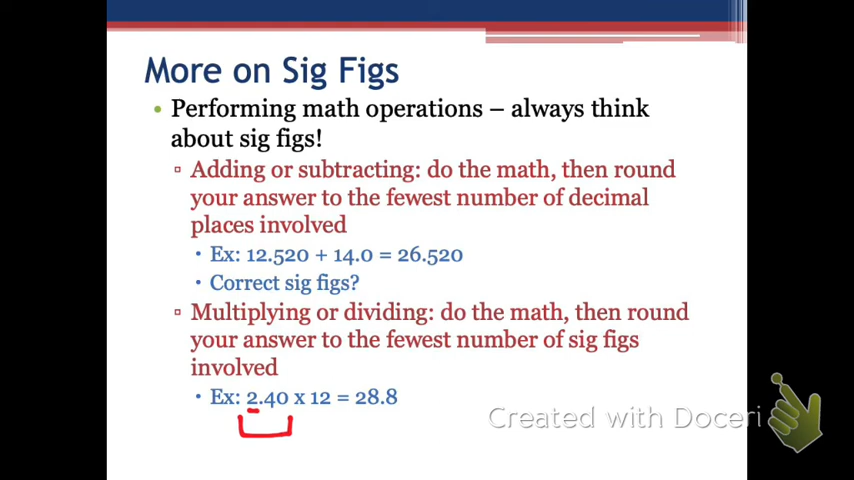 More on Sig Figs
• Performing math operations – always think
about sig figs!
▫ Adding or subtracting: do the math, then round
your answer to the fewest number of decimal
places involved
• Ex: 12.520 + 14.0 = 26.520
• Correct sig figs?
▫ Multiplying or dividing: do the math, then round
your answer to the fewest number of sig figs
involved
• Ex: 2.40 x 12 = 28.8
Created with Doceri